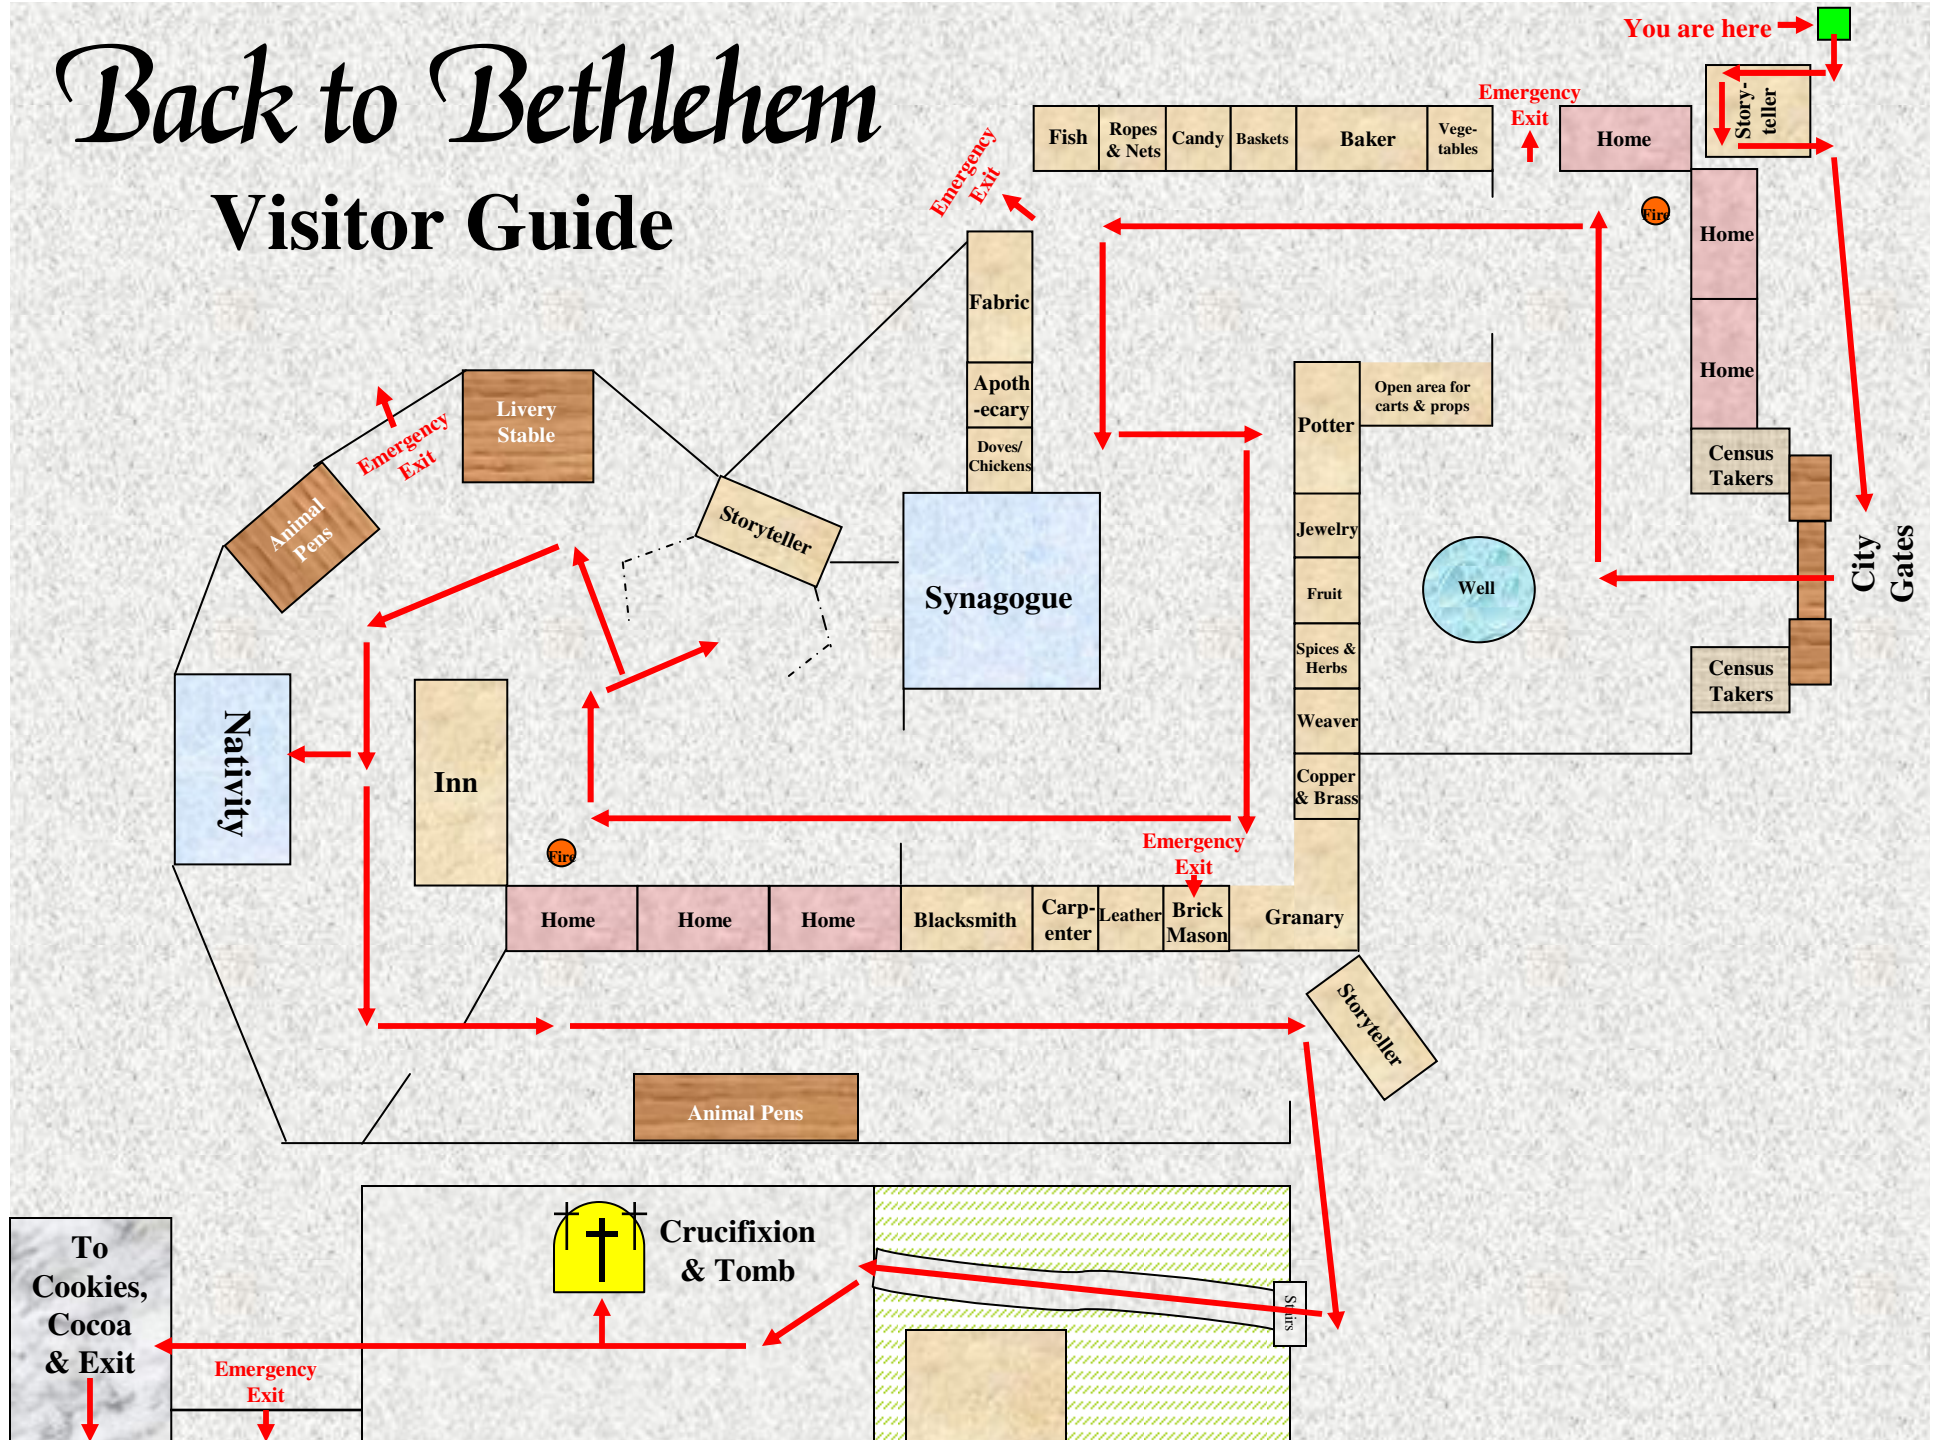 Back to Bethlehem
Visitor Guide
You are here
Story-
teller
Emergency
Exit
Home
Fish
Ropes
& Nets
Candy
Baskets
Baker
Vege-
tables
Emergency
Exit
Fire
Home
Home
Fabric
Apoth
-ecary
Doves/
Chickens
Potter
Open area for
carts & props
Census
Takers
Livery
Stable
Emergency
Exit
Animal
Pens
Storyteller
Synagogue
Jewelry
Fruit
Spices &
Herbs
Weaver
Copper
& Brass
Well
City
Gates
Census
Takers
Nativity
Inn
Fire
Emergency
Exit
Home
Home
Home
Blacksmith
Carp-
enter
Leather
Brick
Mason
Granary
Storyteller
Animal Pens
Crucifixion
& Tomb
Stairs
To
Cookies,
Cocoa
& Exit
Emergency
Exit